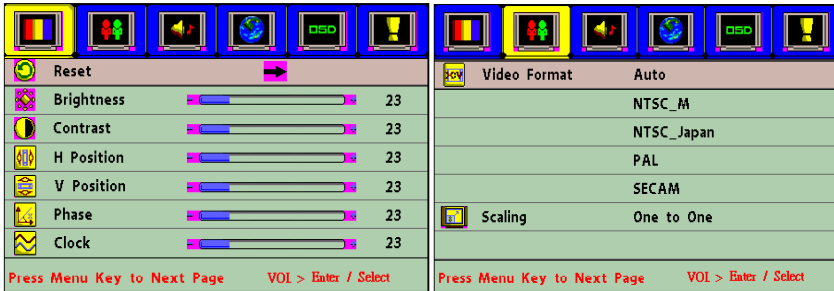 OSD
Reset
Brightness 23
Contrast 23
H Position 23
V Position 23
Phase 23
Clock 23
Press Menu Key to Next Page VOL > Enter / Select
OSD
Video Format Auto
NTSC_M
NTSC_Japan
PAL
SECAM
Scaling One to One
Press Menu Key to Next Page VOL > Enter / Select